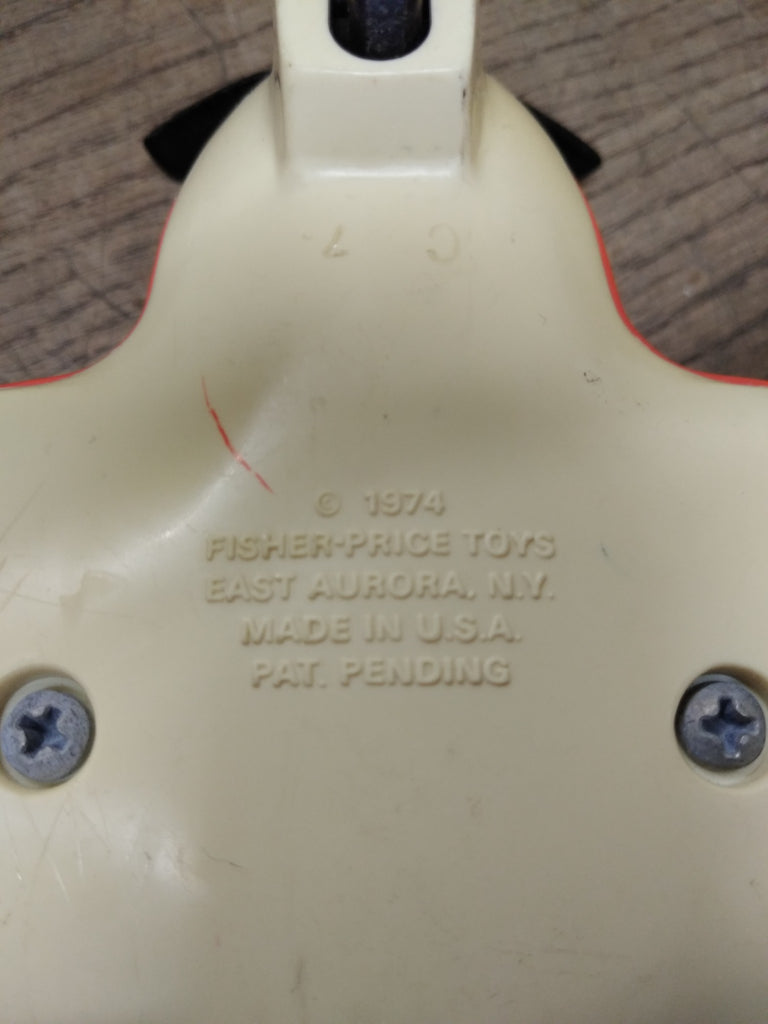 © 1974
FISHER-PRICE TOYS
EAST AURORA, N.Y.
MADE IN U.S.A.
PAT. PENDING